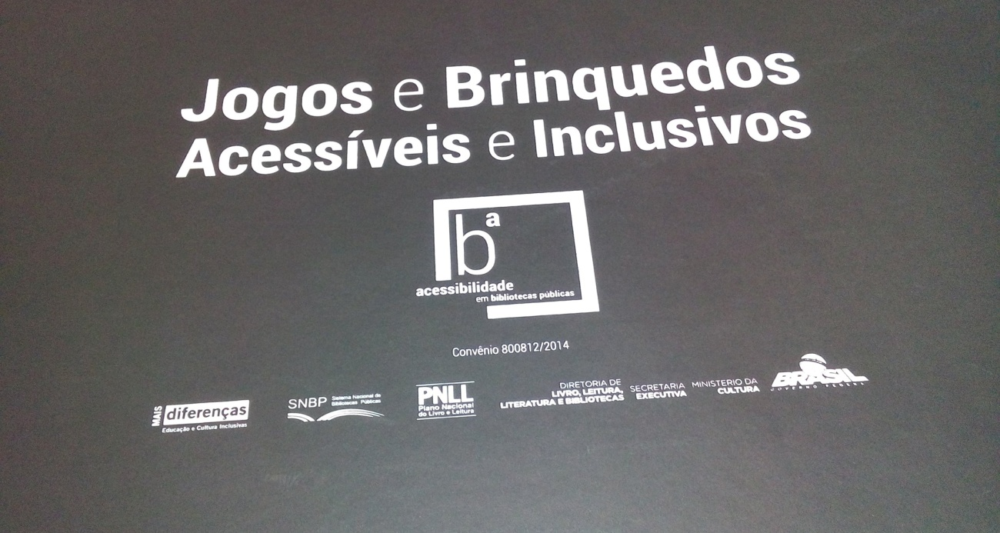 Jogos e Brinquedos
Acessíveis e Inclusivos
ba
acessibilidade
em bibliotecas públicas
Convênio 800812/2014
MAIS
diferenças
Educação e Cultura Inclusivas
SNBP
Sistema Nacional de
Bibliotecas Públicas
PNLL
Plano Nacional
do Livro e Leitura
DIRETORIA DE
LIVRO, LEITURA,
LITERATURA E BIBLIOTECAS
SECRETARIA
EXECUTIVA
MINISTERIO DA
CULTURA
BRASIL
GOVERNO FEDERAL